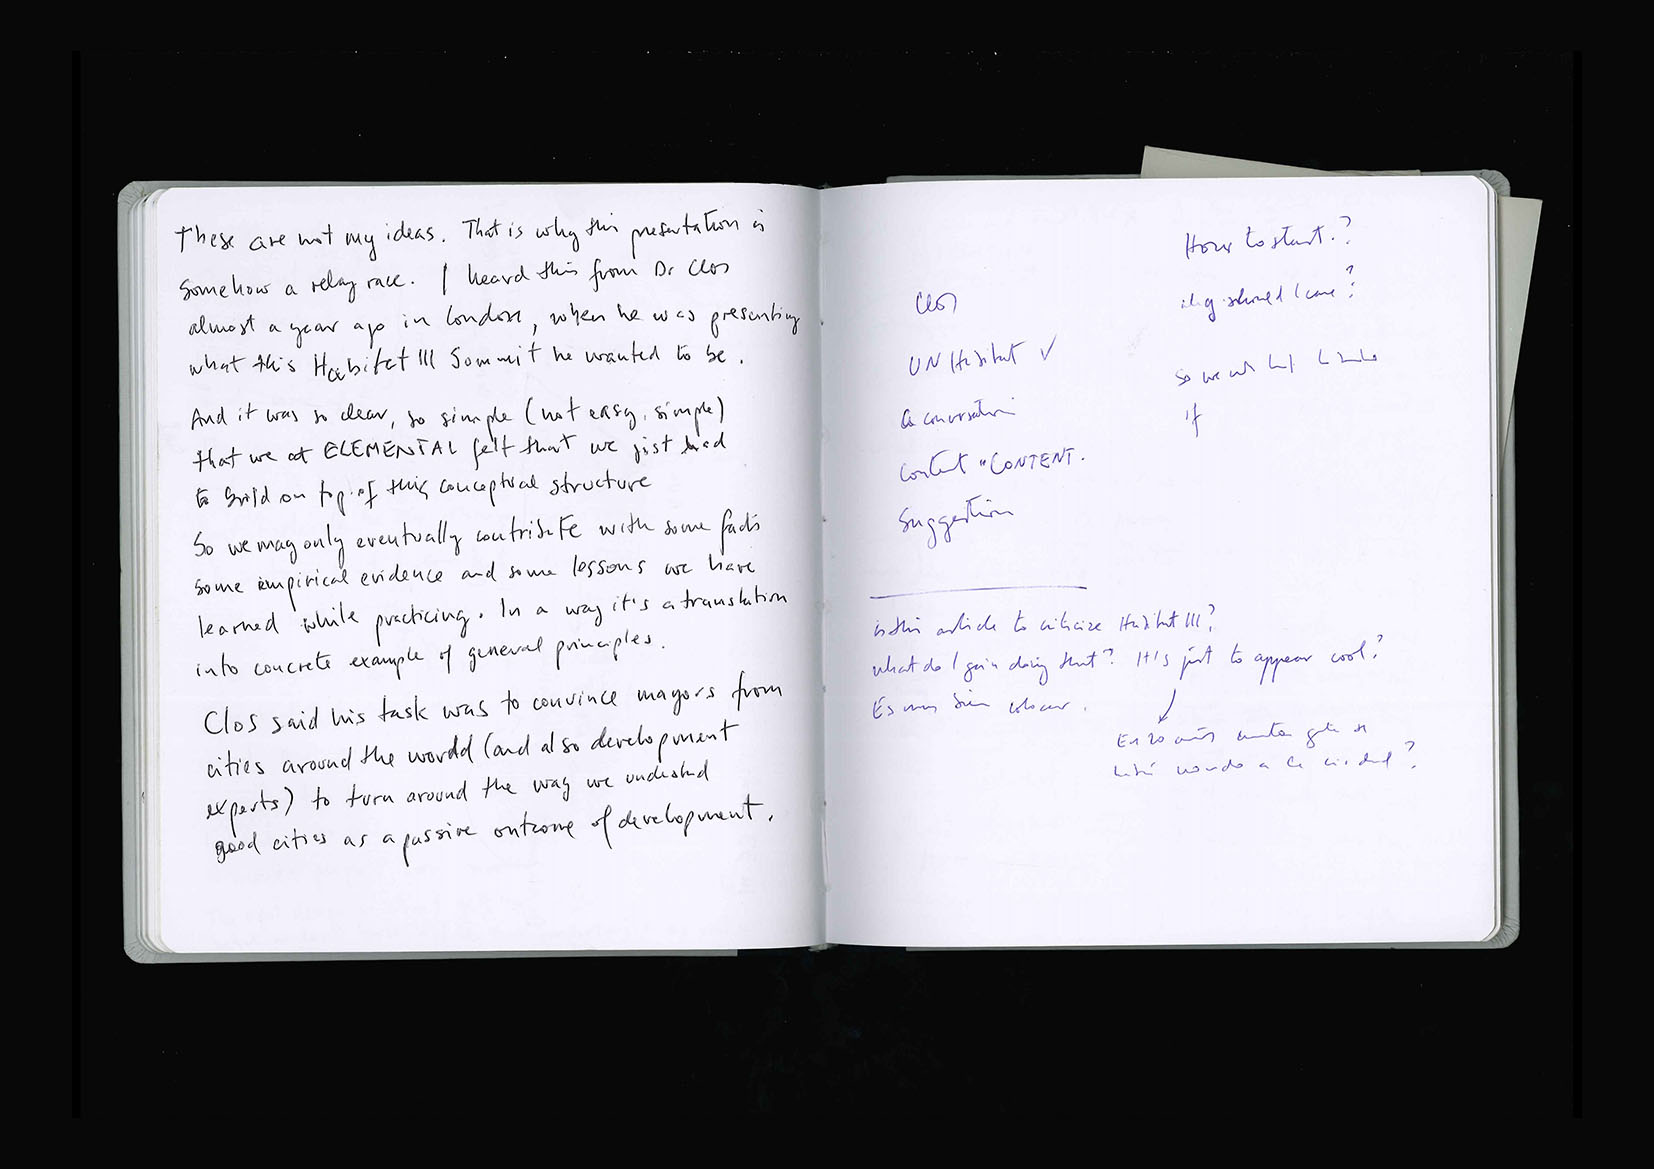 These are not my ideas. That is why this presentation is
somehow a relay race. I heard this from Dr Clos
almost a year ago in London, when he was presenting
what this Habitat III Sommit he wanted to be.
And it was so clear, so simple (not easy, simple)
that we at ELEMENTAL felt that we just had
to build on top of this conceptual structure
So we may only eventually contribute with some facts
some empirical evidence and some lessons we have
learned while practicing. In a way it's a translation
into concrete example of general principles.
Clos said his task was to convince mayors from
cities around the world (and also development
experts) to turn around the way we undestad
good cities as a passive outcome of development.
How to start.?
Clos
why should I care?
UN Habitat ✓
So we
a conversation
if
content "CONTENT.
Suggestion
is this article to criticize Habitat III?
what do I gain doing that? It's just to appear cool?
Es
En 20 años
a la ciudad?